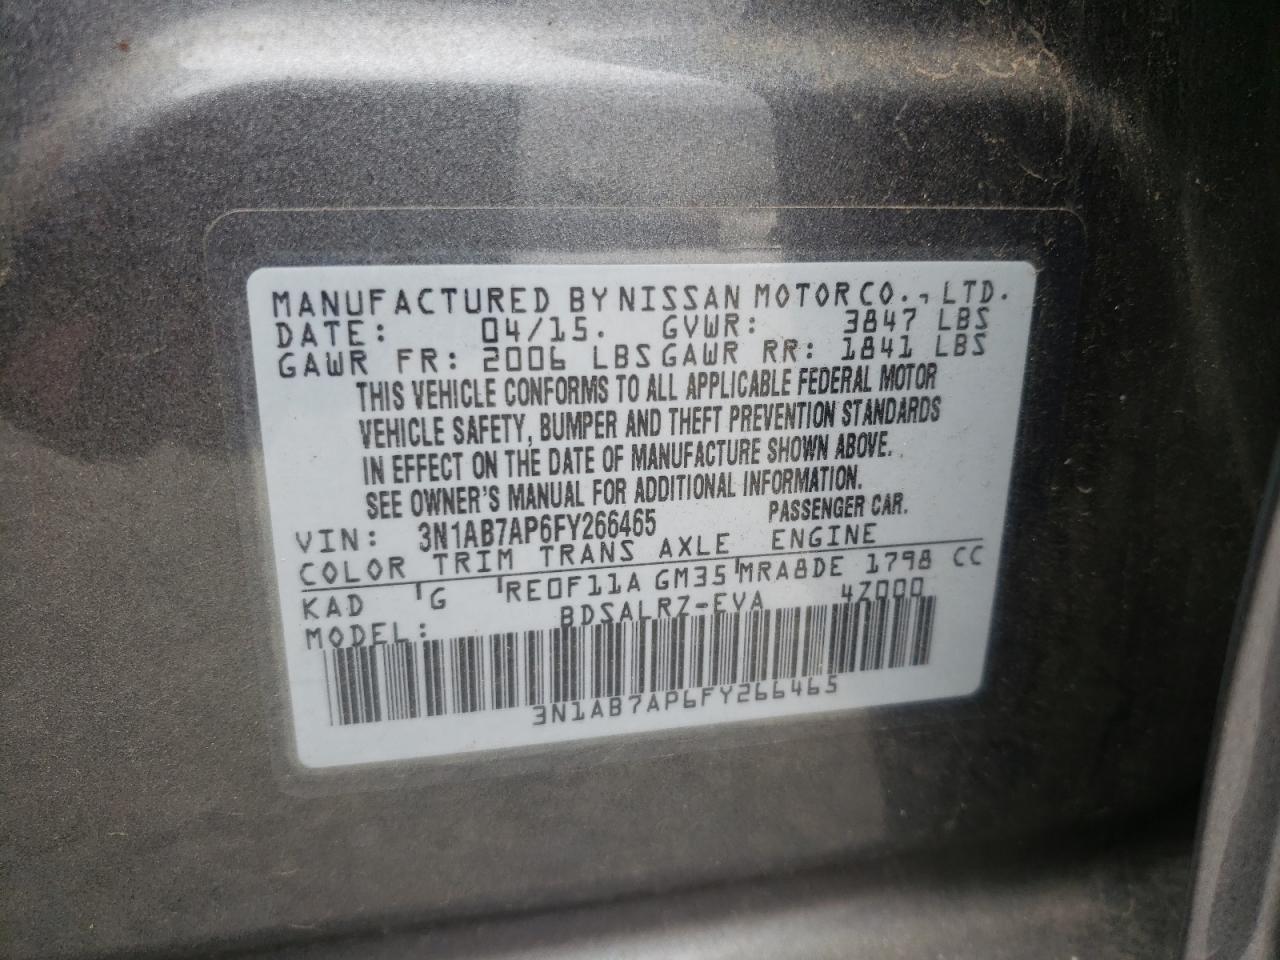 MANUFACTURED BY NISSAN MOTOR CO., LTD.
DATE: 04/15. GVWR: 3847 LBS
GAWR FR: 2006 LBS GAWR RR: 1841 LBS
THIS VEHICLE CONFORMS TO ALL APPLICABLE FEDERAL MOTOR
VEHICLE SAFETY, BUMPER AND THEFT PREVENTION STANDARDS
IN EFFECT ON THE DATE OF MANUFACTURE SHOWN ABOVE.
SEE OWNER'S MANUAL FOR ADDITIONAL INFORMATION.
VIN: 3N1AB7AP6FY266465 PASSENGER CAR.
COLOR TRIM TRANS AXLE ENGINE
KAD G RE0F11A GM35 MRA8DE 1798 CC
MODEL: BDSALRZ-EVA 4Z000
3N1AB7AP6FY266465